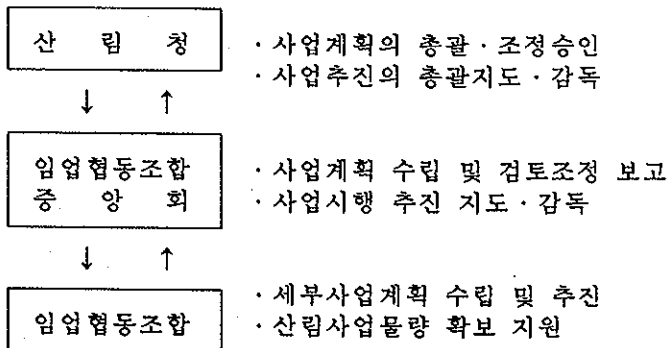 산 림 청
· 사업계획의 총괄 · 조정승인
· 사업추진의 총괄지도 · 감독
↓ ↑
임업협동조합
중 앙 회
· 사업계획 수립 및 검토조정 보고
· 사업시행 추진 지도 · 감독
↓ ↑
임업협동조합
· 세부사업계획 수립 및 추진
· 산림사업물량 확보 지원